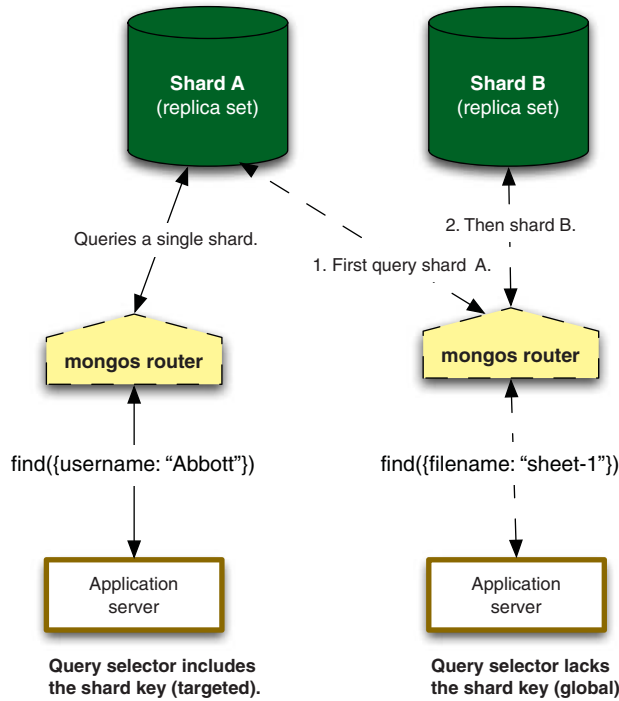 Shard A
(replica set)
Shard B
(replica set)
Queries a single shard.
2. Then shard B.
1. First query shard A.
mongos router
mongos router
find({username: “Abbott”})
find({filename: “sheet-1”})
Application
server
Application
server
Query selector includes
the shard key (targeted).
Query selector lacks
the shard key (global)